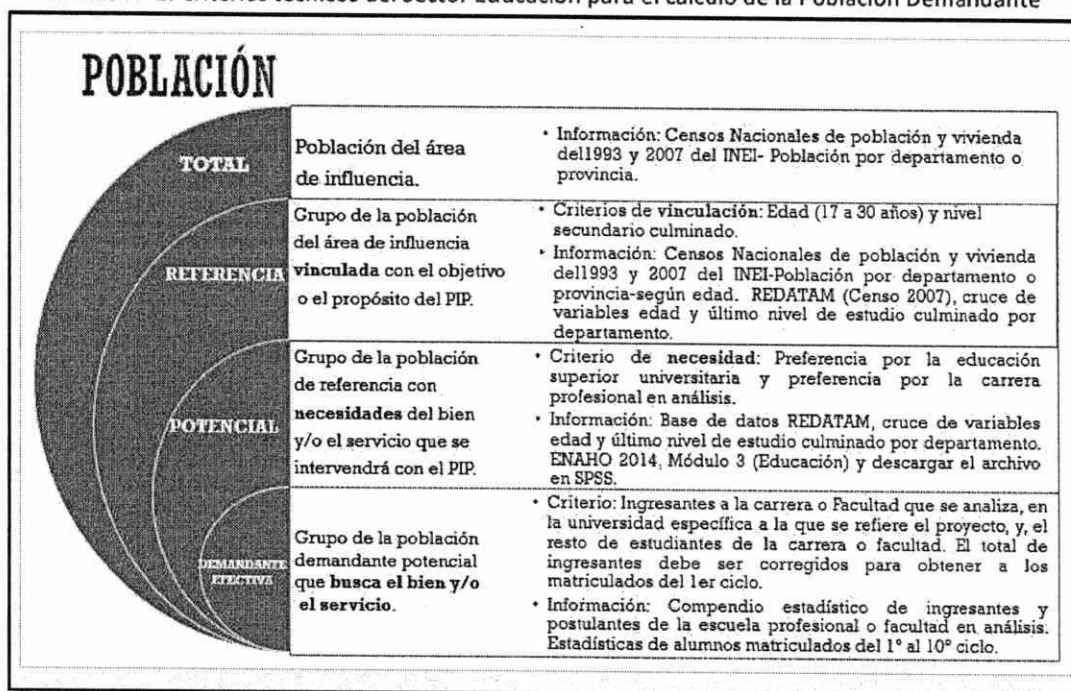 criterios técnicos del Sector Educación para el cálculo de la Población Demandante
POBLACIÓN
TOTAL
Población del área
de influencia.
• Información: Censos Nacionales de población y vivienda
del1993 y 2007 del INEI- Población por departamento o
provincia.
REFERENCIA
Grupo de la población
del área de influencia
vinculada con el objetivo
o el propósito del PIP.
• Criterios de vinculación: Edad (17 a 30 años) y nivel
secundario culminado.
• Información: Censos Nacionales de población y vivienda
del1993 y 2007 del INEI-Población por departamento o
provincia-según edad. REDATAM (Censo 2007), cruce de
variables edad y último nivel de estudio culminado por
departamento.
POTENCIAL
Grupo de la población
de referencia con
necesidades del bien
y/o el servicio que se
intervendrá con el PIP.
• Criterio de necesidad: Preferencia por la educación
superior universitaria y preferencia por la carrera
profesional en análisis.
• Información: Base de datos REDATAM, cruce de variables
edad y último nivel de estudio culminado por departamento.
ENAHO 2014, Módulo 3 (Educación) y descargar el archivo
en SPSS.
DEMANDANTE
EFECTIVA
Grupo de la población
demandante potencial
que busca el bien y/o
el servicio.
• Criterio: Ingresantes a la carrera o Facultad que se analiza, en
la universidad específica a la que se refiere el proyecto, y, el
resto de estudiantes de la carrera o facultad. El total de
ingresantes debe ser corregidos para obtener a los
matriculados del 1er ciclo.
• Información: Compendio estadístico de ingresantes y
postulantes de la escuela profesional o facultad en análisis.
Estadísticas de alumnos matriculados del 1° al 10° ciclo.